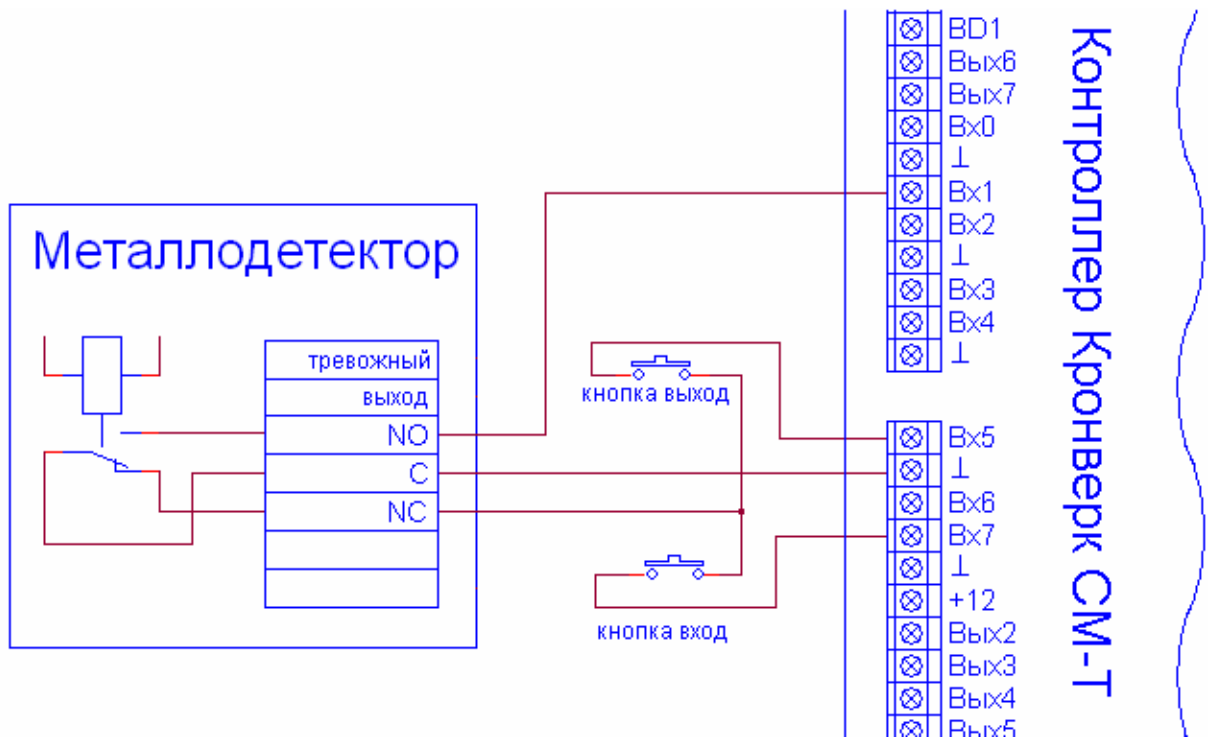 Металлодетектор
тревожный
выход
NO
C
NC
кнопка выход
кнопка вход
BD1
Вых6
Вых7
Вх0
⊥
Вх1
Вх2
⊥
Вх3
Вх4
⊥
Вх5
⊥
Вх6
Вх7
⊥
+12
Вых2
Вых3
Вых4
Вых5
Контроллер Кронверк СМ-Т